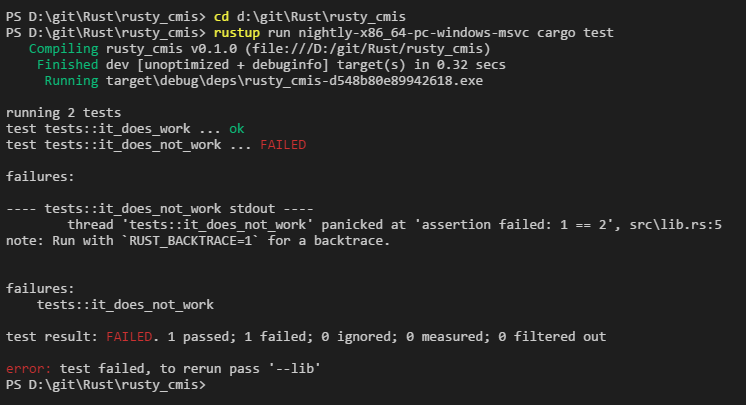 PS D:\git\Rust\rusty_cmis> cd d:\git\Rust\rusty_cmis
PS D:\git\Rust\rusty_cmis> rustup run nightly-x86_64-pc-windows-msvc cargo test
   Compiling rusty_cmis v0.1.0 (file:///D:/git/Rust/rusty_cmis)
    Finished dev [unoptimized + debuginfo] target(s) in 0.32 secs
     Running target\debug\deps\rusty_cmis-d548b80e89942618.exe

running 2 tests
test tests::it_does_work ... ok
test tests::it_does_not_work ... FAILED

failures:

---- tests::it_does_not_work stdout ----
        thread 'tests::it_does_not_work' panicked at 'assertion failed: 1 == 2', src\lib.rs:5
note: Run with `RUST_BACKTRACE=1` for a backtrace.


failures:
    tests::it_does_not_work

test result: FAILED. 1 passed; 1 failed; 0 ignored; 0 measured; 0 filtered out

error: test failed, to rerun pass '--lib'
PS D:\git\Rust\rusty_cmis>